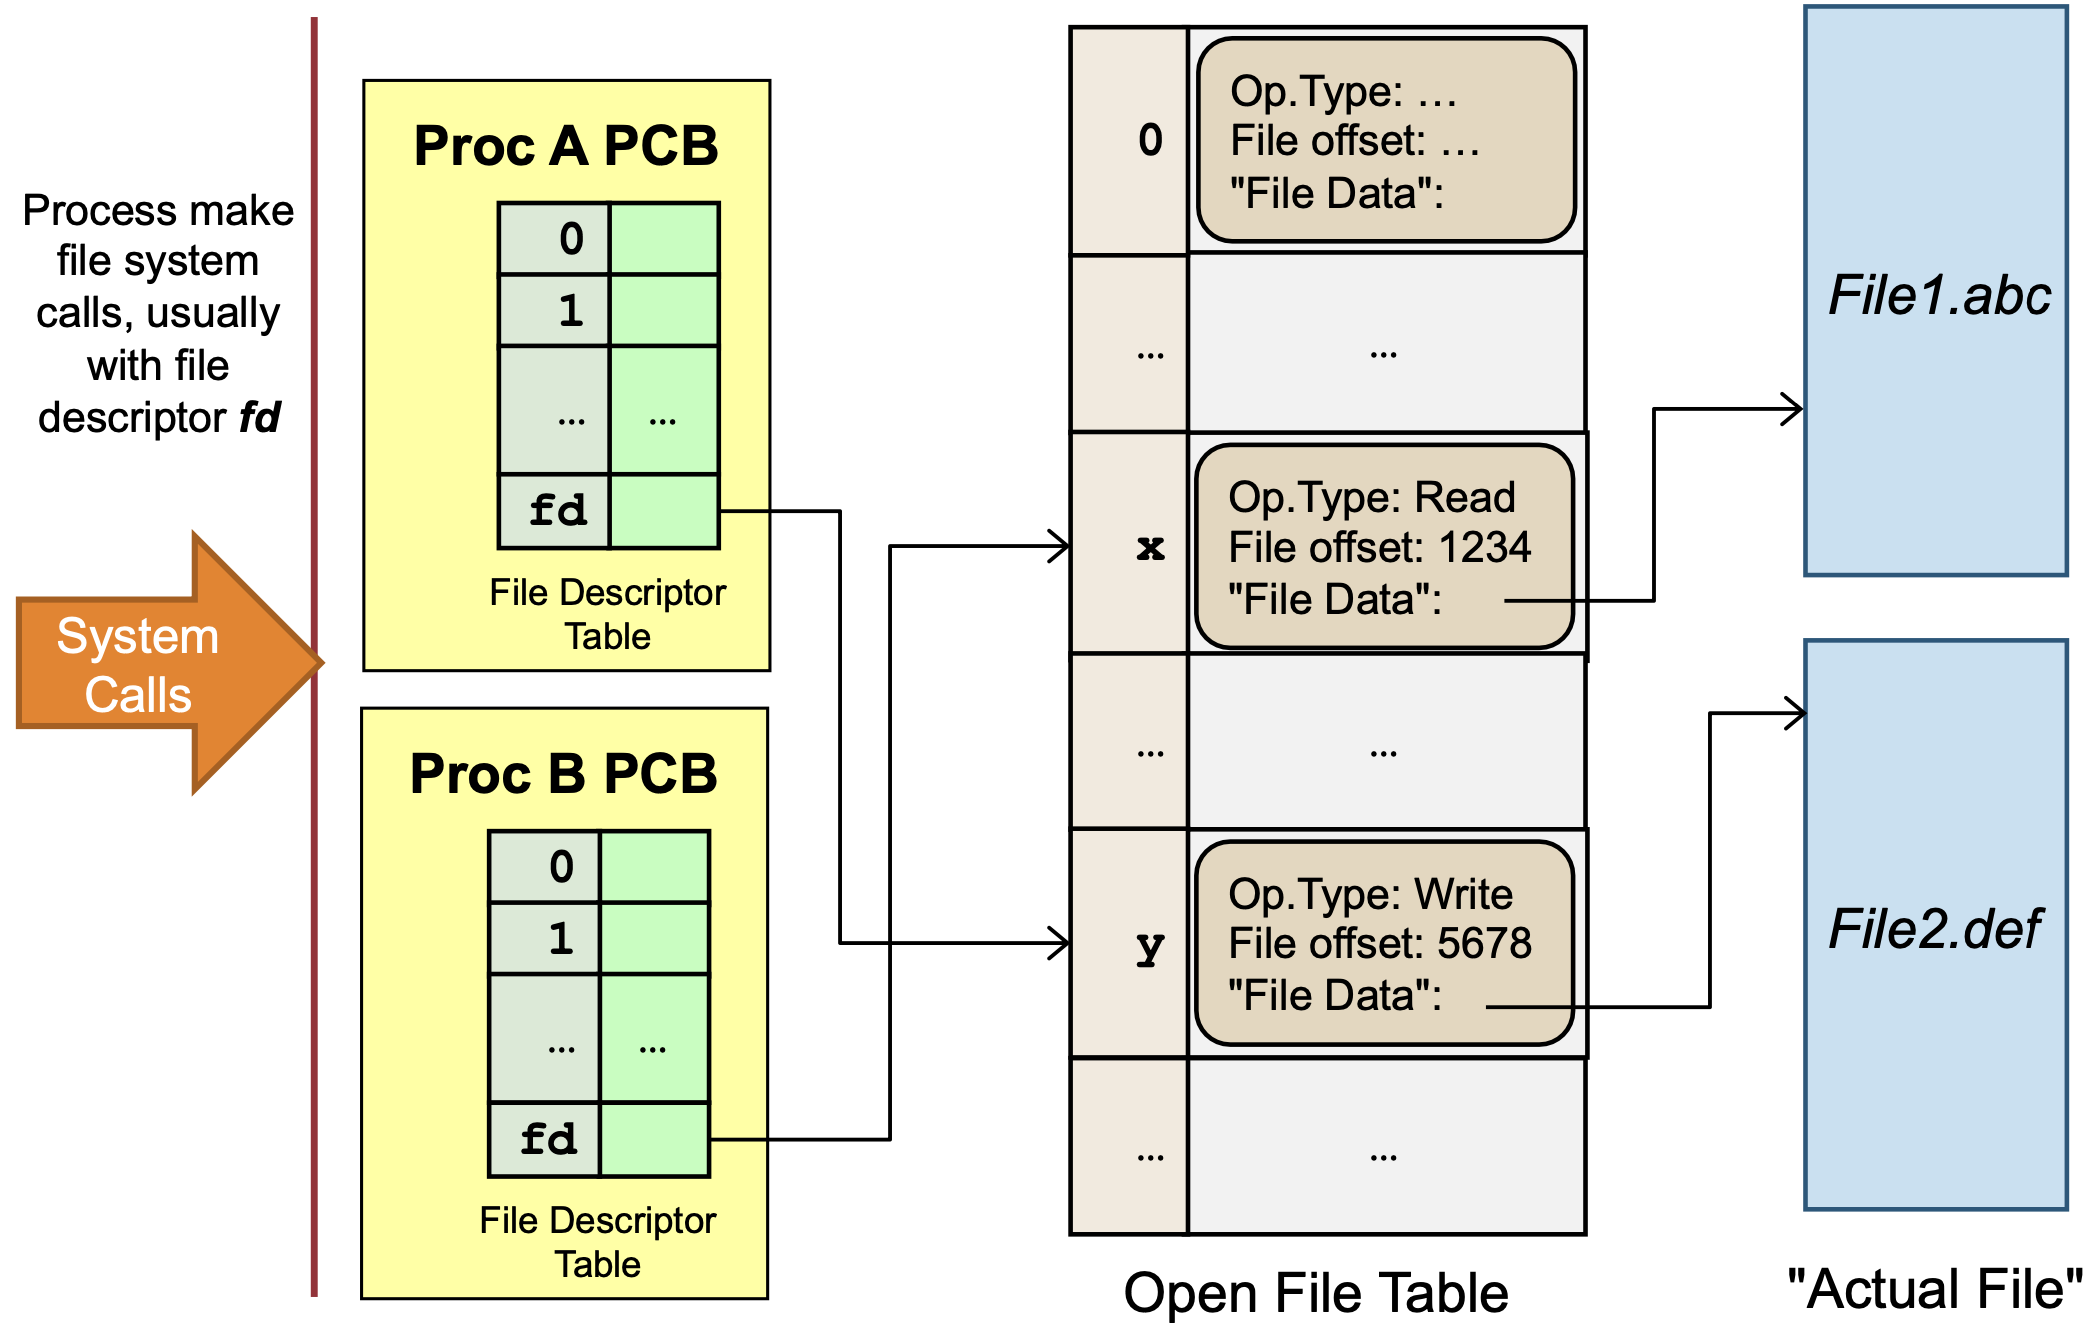 Process make
file system
calls, usually
with file
descriptor fd
System
Calls
Proc A PCB
0
1
... ...
fd
File Descriptor
Table
Proc B PCB
0
1
... ...
fd
File Descriptor
Table
0
Op.Type: ...
File offset: ...
"File Data":
... ...
x
Op.Type: Read
File offset: 1234
"File Data":
... ...
y
Op.Type: Write
File offset: 5678
"File Data":
... ...
Open File Table
File1.abc
File2.def
"Actual File"